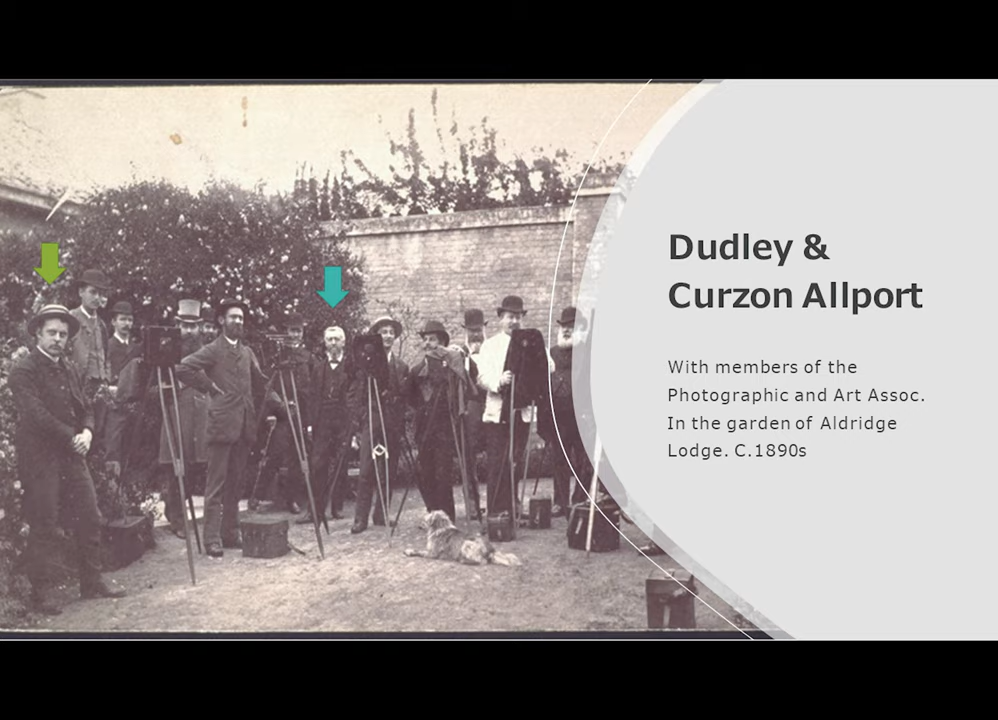 Dudley &
Curzon Allport
With members of the
Photographic and Art Assoc.
In the garden of Aldridge
Lodge. C.1890s